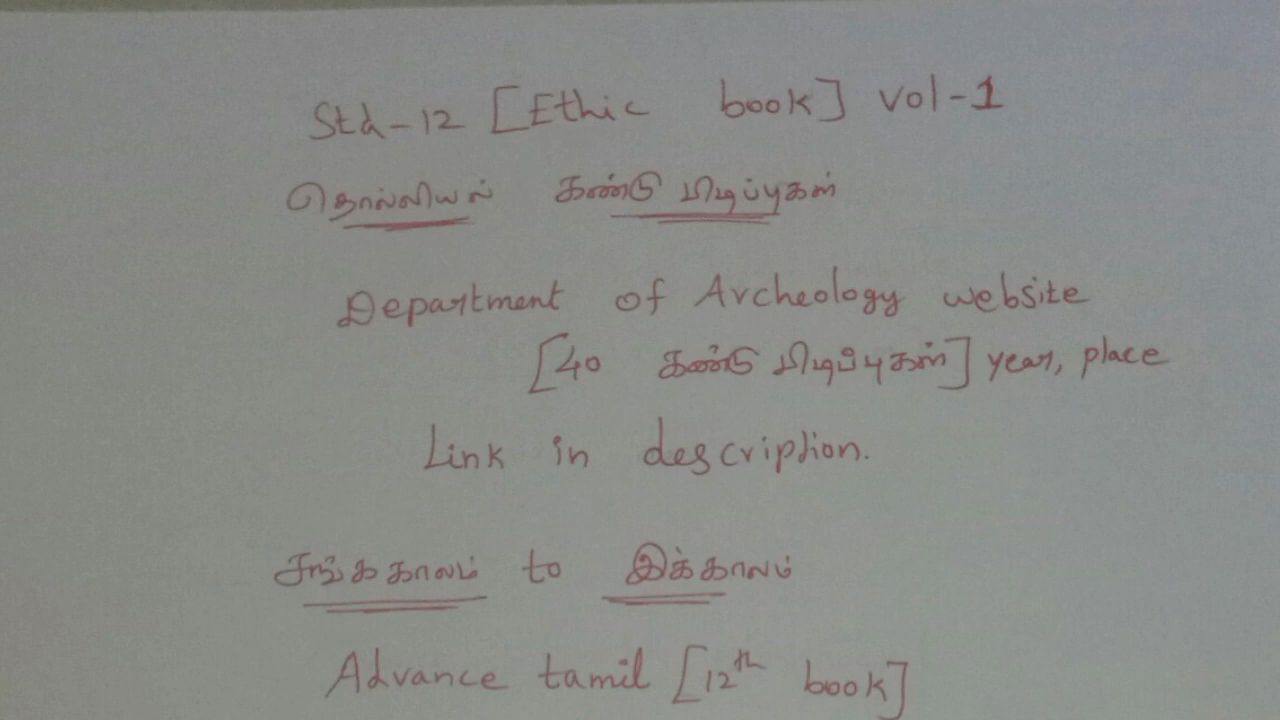 Std-12 [Ethic book] vol-1
தொல்லியல் கண்டு பிடிப்புகள்
Department of Archeology website
[40 கண்டு பிடிப்புகள்] year, place
Link in description.
சங்ககாலம் to இக்காலம்
Advance tamil [12th book]